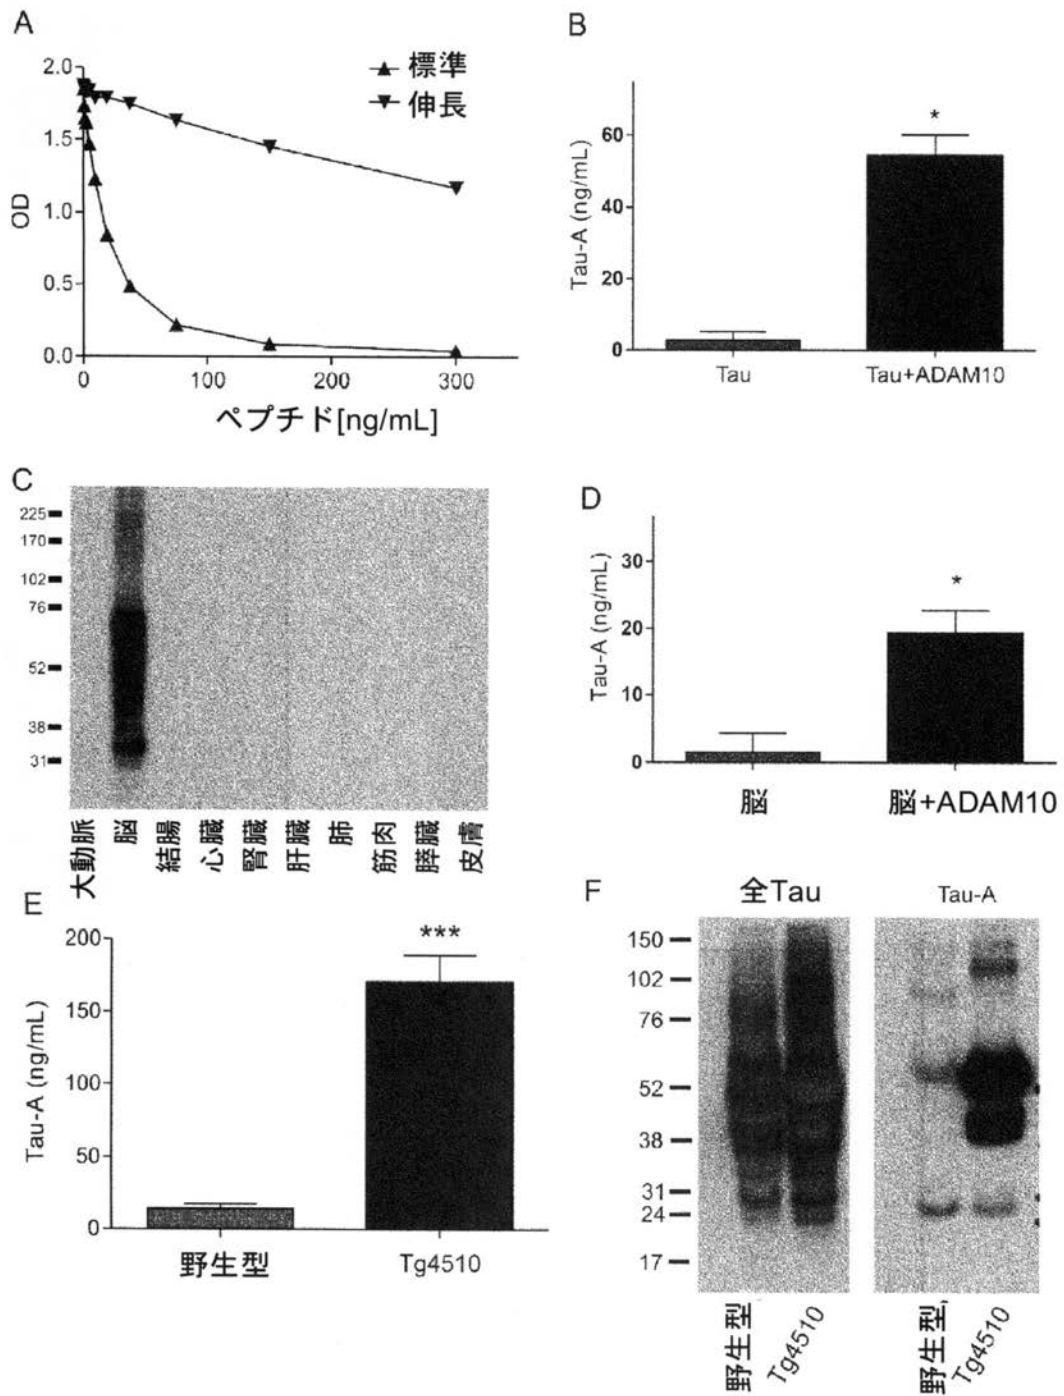 A
2.0
1.5
1.0
0.5
0.0
OD
標準
伸長
0
100
200
300
ペプチド[ng/mL]
B
Tau-A (ng/mL)
60
40
20
0
*
Tau
Tau+ADAM10
C
225
170
102
76
52
38
31
大動脈
脳
結腸
心臓
腎臓
肝臓
肺
筋肉
膵臓
皮膚
D
Tau-A (ng/mL)
30
20
10
0
*
脳
脳+ADAM10
E
Tau-A (ng/mL)
200
150
100
50
0
***
野生型
Tg4510
F
全Tau
Tau-A
150
102
76
52
38
31
24
17
野生型
Tg4510
野生型
Tg4510